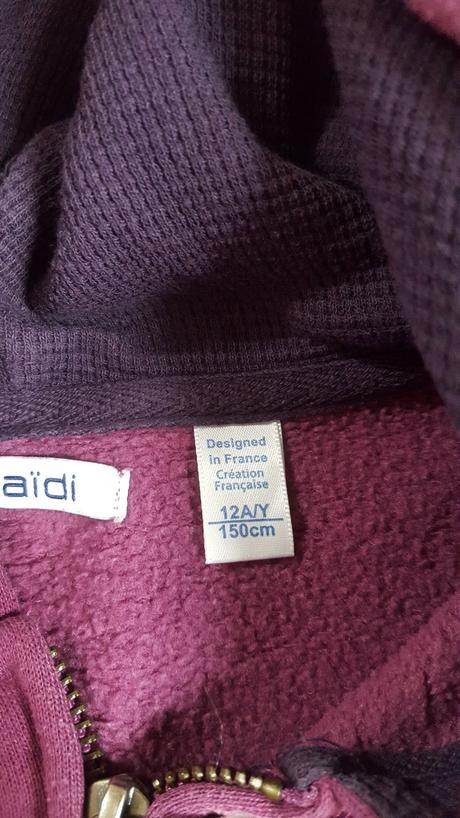 aïdi
Designed
in France
Création
Française
12A/Y
150cm